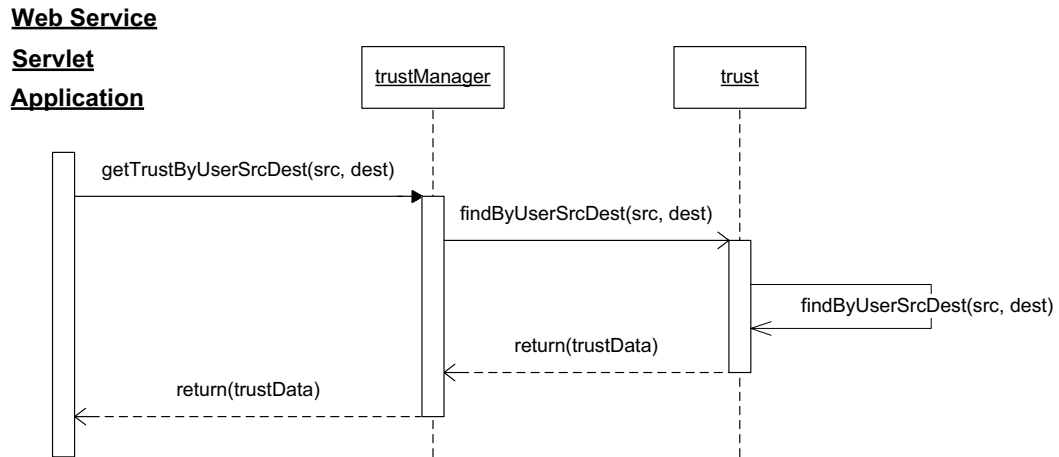 Web Service
Servlet
Application
trustManager
trust
getTrustByUserSrcDest(src, dest)
findByUserSrcDest(src, dest)
findByUserSrcDest(src, dest)
return(trustData)
return(trustData)